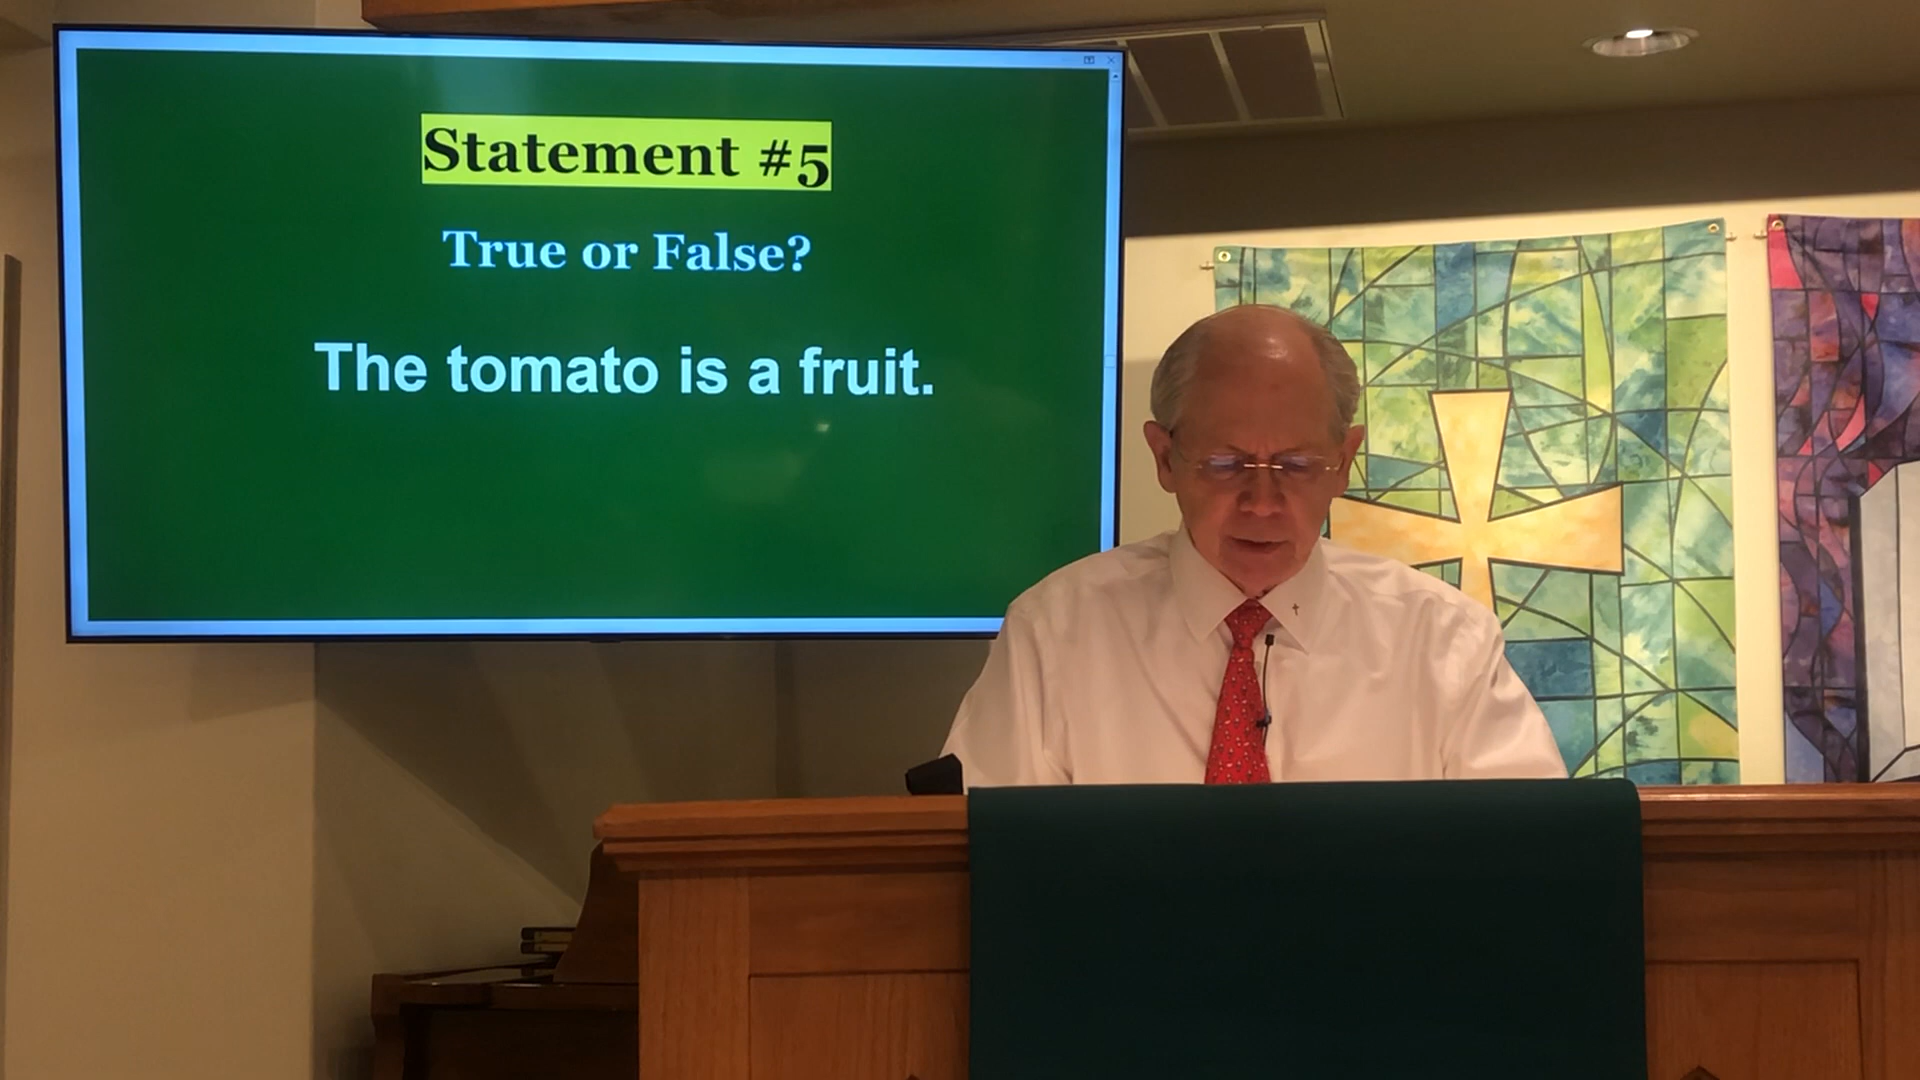 Statement #5
True or False?
The tomato is a fruit.